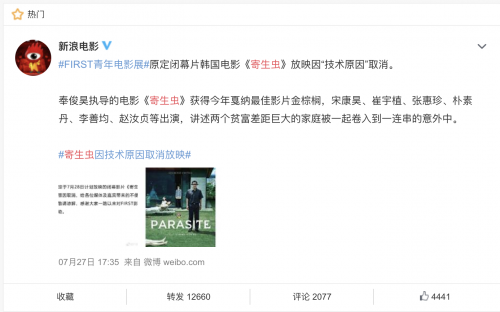 热门
新浪电影
#FIRST青年电影展#原定闭幕片韩国电影《寄生虫》放映因“技术原因”取消。
奉俊昊执导的电影《寄生虫》获得今年戛纳最佳影片金棕榈，宋康昊、崔宇植、张惠珍、朴素
丹、李善均、赵汝贞等出演，讲述两个贫富差距巨大的家庭被一起卷入到一连串的意外中。
#寄生虫因技术原因取消放映#
PARASITE
07月27日 17:35 来自 微博 weibo.com
收藏
转发 12660
评论 2077
4441